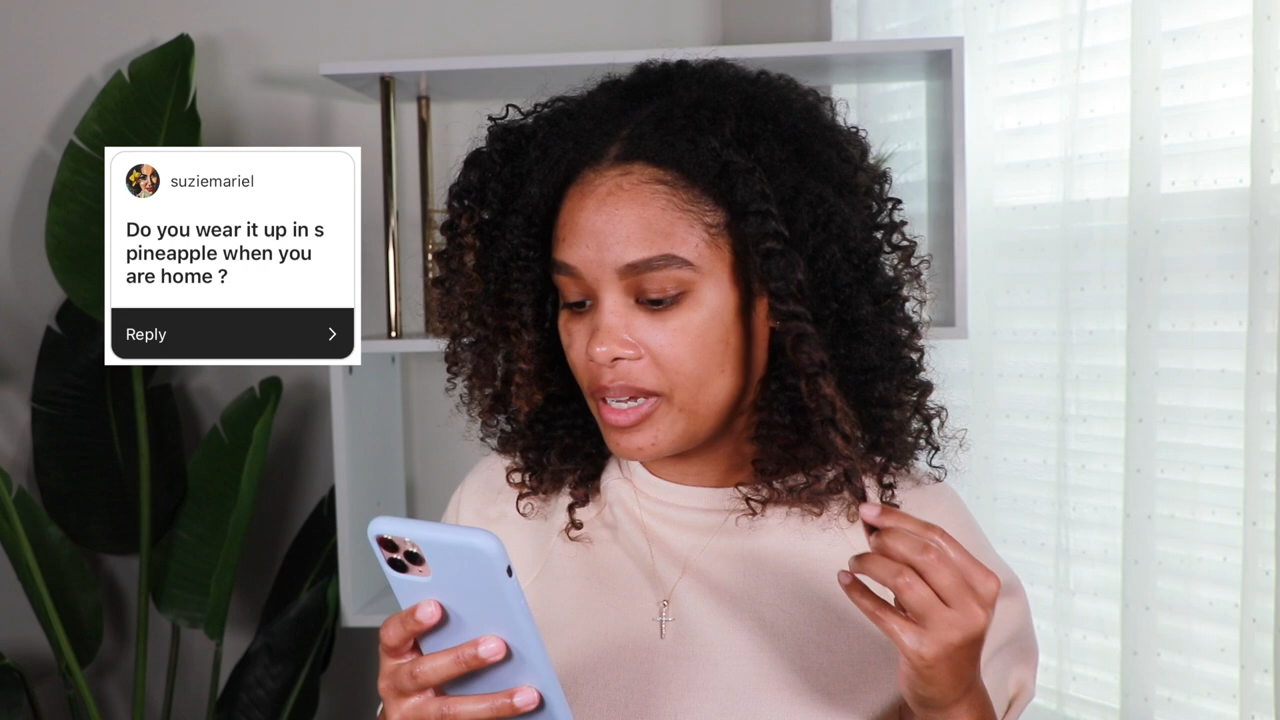 suziemariel
Do you wear it up in s
pineapple when you
are home ?
Reply